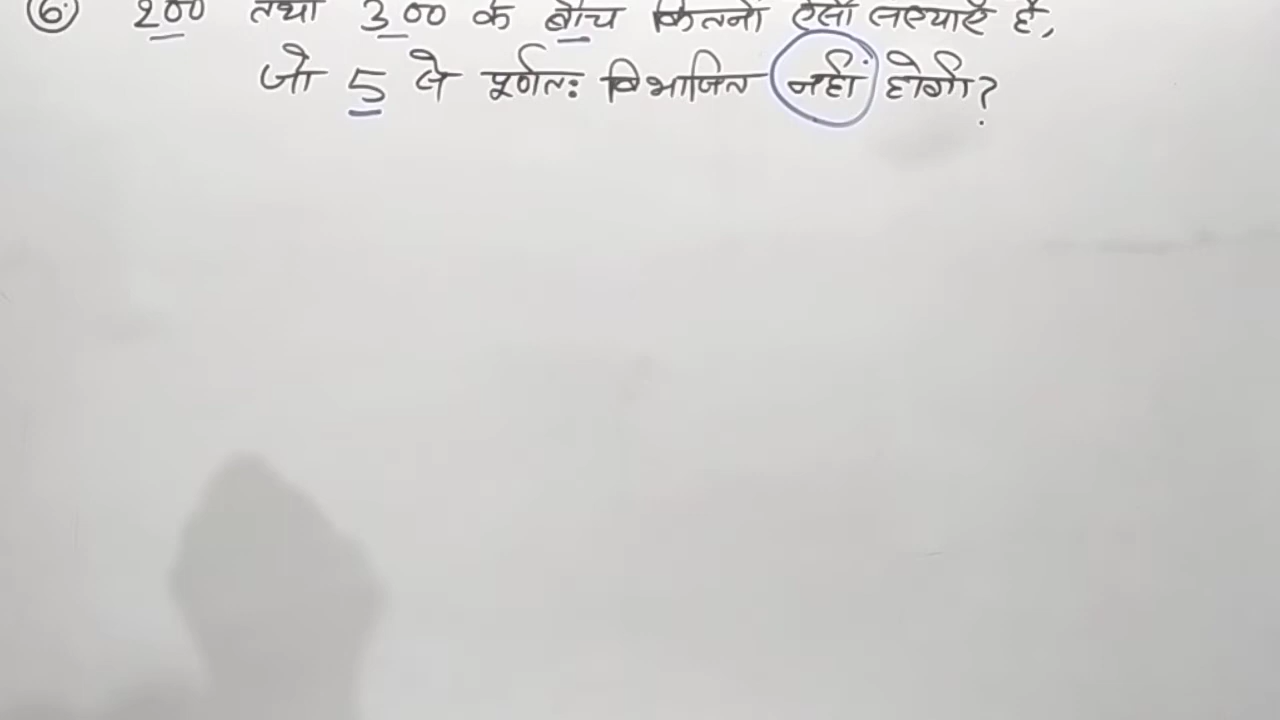 6. 200 तथा 300 के बीच कितनी ऐसी संख्याएँ हैं,
जो 5 से पूर्णतः विभाजित नहीं होगी?